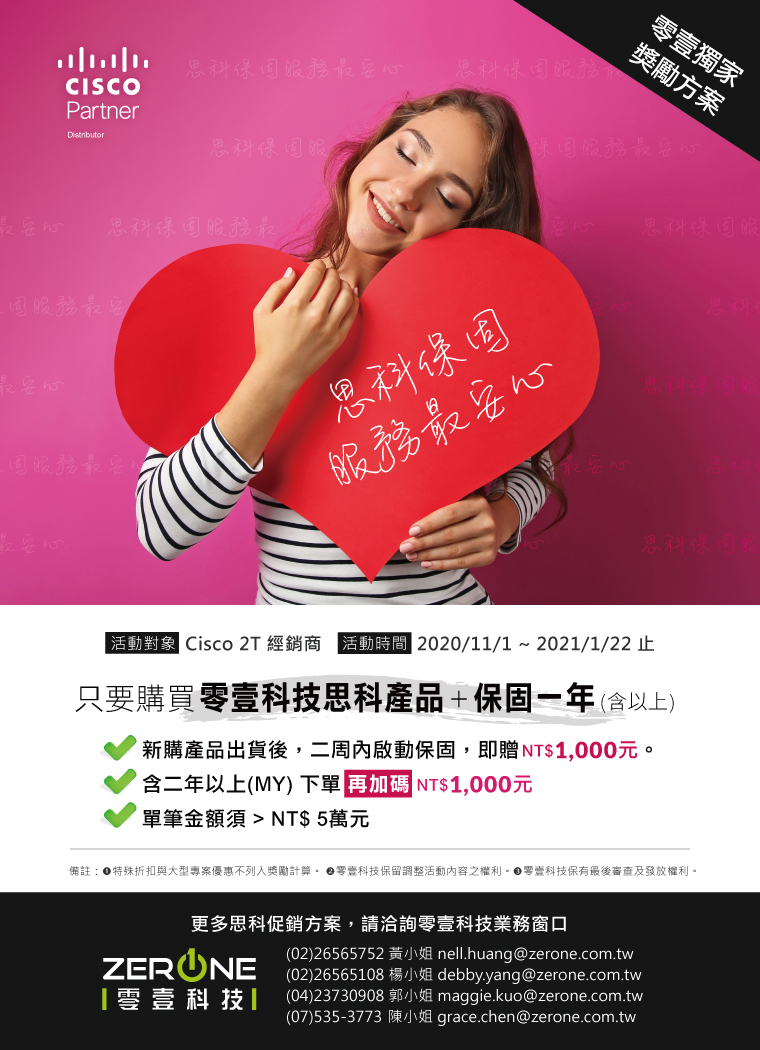 零壹獨家
獎勵方案
CISCO
Partner
Distributor
思科保固服務最安心
思科保固
服務最安心
活動對象 Cisco 2T 經銷商 活動時間 2020/11/1 ~ 2021/1/22 止
只要購買零壹科技思科產品+保固一年(含以上)
新購產品出貨後，二周內啟動保固，即贈NT$1,000元。
含二年以上(MY) 下單 再加碼 NT$1,000元
單筆金額須 > NT$ 5萬元
備註：❶特殊折扣與大型專案優惠不列入獎勵計算。 ❷零壹科技保留調整活動內容之權利。❸零壹科技保有最後審查及發放權利。
更多思科促銷方案，請洽詢零壹科技業務窗口
ZERONE
零壹科技
(02)26565752 黃小姐 nell.huang@zerone.com.tw
(02)26565108 楊小姐 debby.yang@zerone.com.tw
(04)23730908 郭小姐 maggie.kuo@zerone.com.tw
(07)535-3773 陳小姐 grace.chen@zerone.com.tw